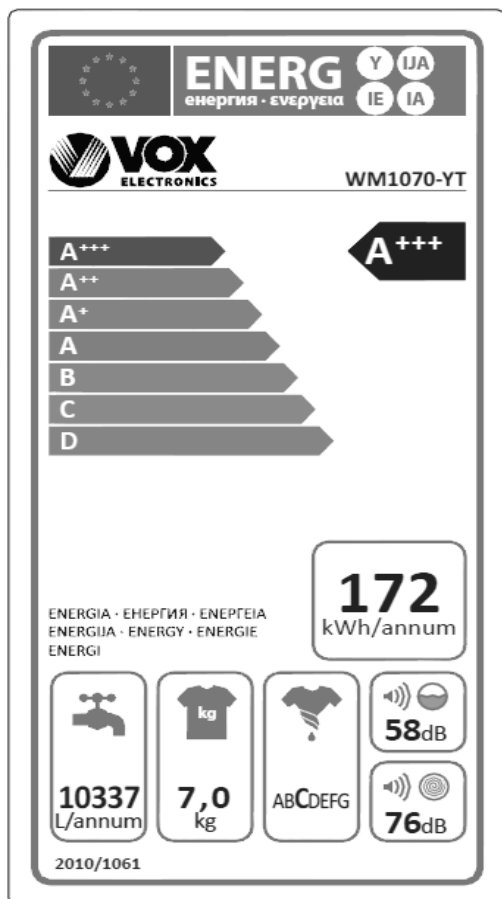 ENERG Y IJA
енергия · ενεργεια IE IA
VOX
ELECTRONICS
WM1070-YT
A+++
A+++
A++
A+
A
B
C
D
172
kWh/annum
ENERGIA · ЕНЕРГИЯ · ΕΝΕΡΓΕΙΑ
ENERGIJA · ENERGY · ENERGIE
ENERGI
10337
L/annum
kg
7,0
kg
ABCDEFG
58dB
76dB
2010/1061